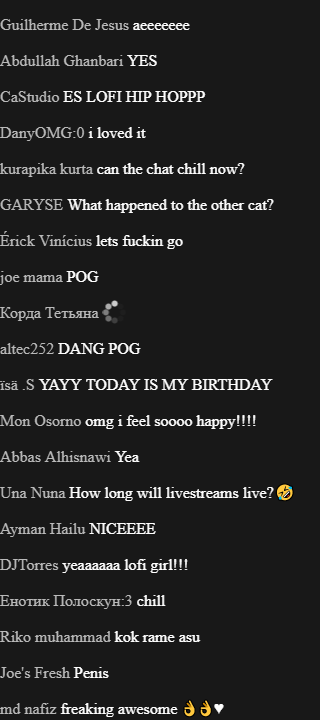 Guilherme De Jesus aeeeeeee
Abdullah Ghanbari YES
CaStudio ES LOFI HIP HOPPP
DanyOMG:0 i loved it
kurapika kurta can the chat chill now?
GARYSE What happened to the other cat?
Érick Vinícius lets fuckin go
joe mama POG
Корда Тетьяна
altec252 DANG POG
ïsä .S YAYY TODAY IS MY BIRTHDAY
Mon Osorno omg i feel soooo happy!!!!
Abbas Alhisnawi Yea
Una Nuna How long will livestreams live? 🤣
Ayman Hailu NICEEEE
DJTorres yeaaaaaa lofi girl!!!
Енотик Полоскун:3 chill
Riko muhammad kok rame asu
Joe's Fresh Penis
md nafiz freaking awesome 👌👌♥